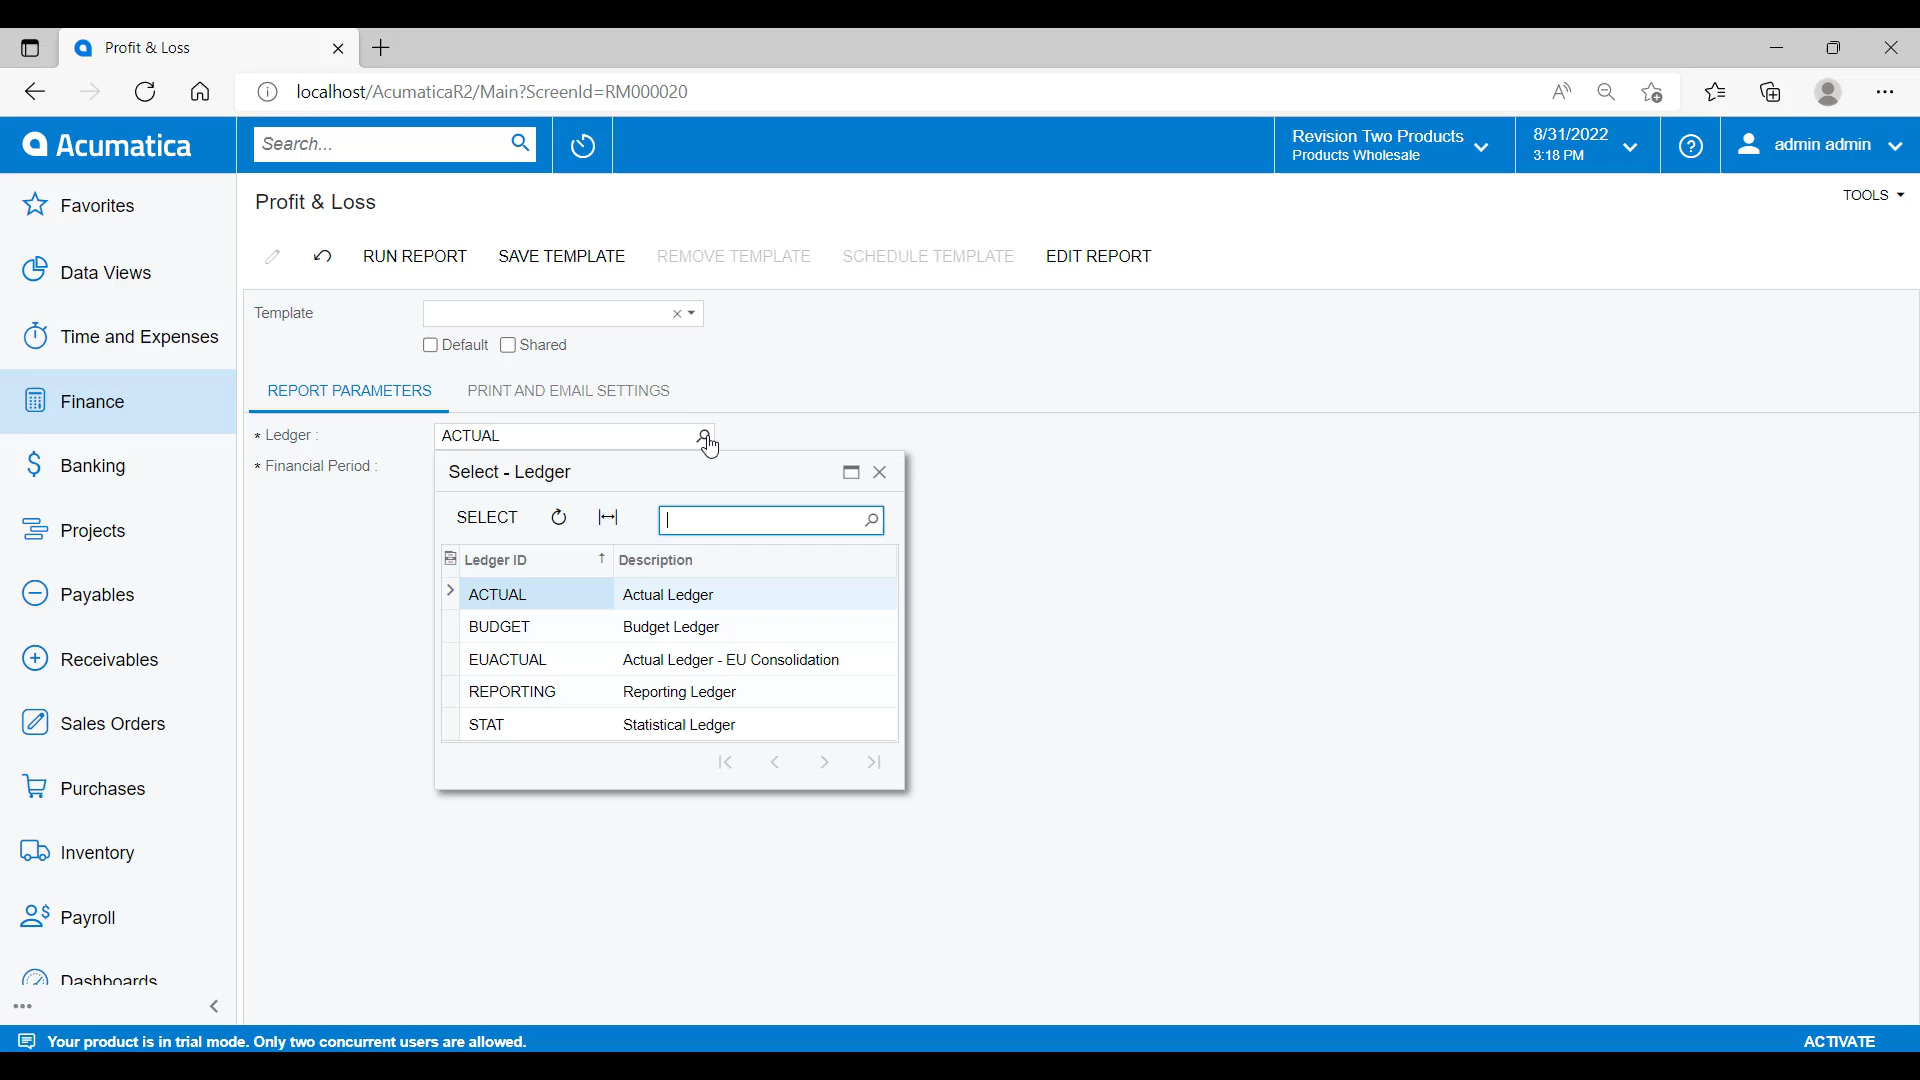 Profit & Loss
localhost/AcumaticaR2/Main?ScreenId=RM000020
Acumatica
Search...
Revision Two Products
Products Wholesale
8/31/2022
3:18 PM
admin admin
Favorites
Data Views
Time and Expenses
Finance
Banking
Projects
Payables
Receivables
Sales Orders
Purchases
Inventory
Payroll
Dashboards
Profit & Loss
TOOLS
RUN REPORT SAVE TEMPLATE REMOVE TEMPLATE SCHEDULE TEMPLATE EDIT REPORT
Template
Default Shared
REPORT PARAMETERS PRINT AND EMAIL SETTINGS
* Ledger : ACTUAL
* Financial Period :
Select - Ledger
SELECT
Ledger ID Description
ACTUAL Actual Ledger
BUDGET Budget Ledger
EUACTUAL Actual Ledger - EU Consolidation
REPORTING Reporting Ledger
STAT Statistical Ledger
Your product is in trial mode. Only two concurrent users are allowed.
ACTIVATE